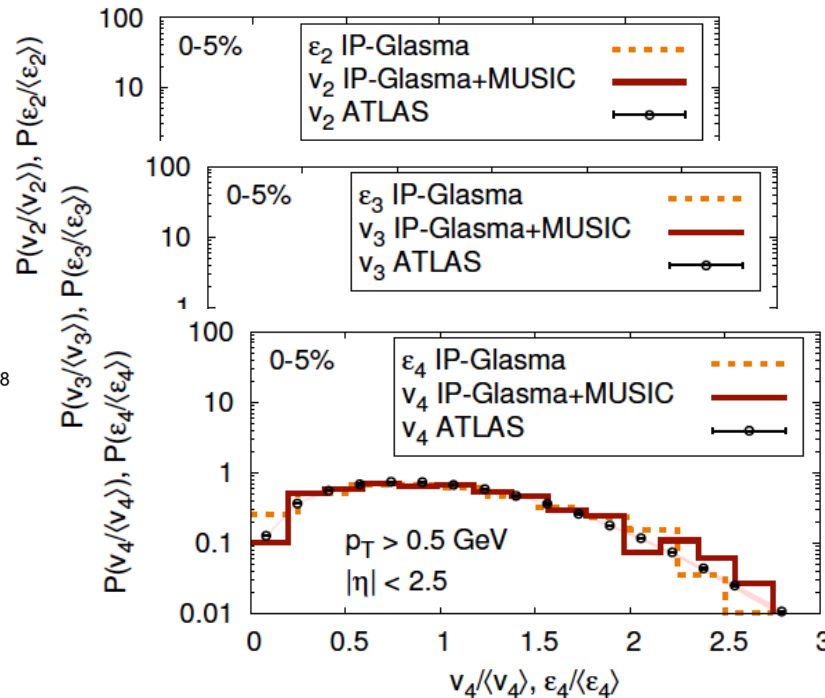 100
10
0-5%
ε₂ IP-Glasma
v₂ IP-Glasma+MUSIC
v₂ ATLAS
P(v₂/⟨v₂⟩), P(ε₂/⟨ε₂⟩)
100
10
1
0-5%
ε₃ IP-Glasma
v₃ IP-Glasma+MUSIC
v₃ ATLAS
P(v₃/⟨v₃⟩), P(ε₃/⟨ε₃⟩)
8
100
10
1
0.1
0.01
0-5%
ε₄ IP-Glasma
v₄ IP-Glasma+MUSIC
v₄ ATLAS
p_T > 0.5 GeV
|η| < 2.5
P(v₄/⟨v₄⟩), P(ε₄/⟨ε₄⟩)
0 0.5 1 1.5 2 2.5 3
v₄/⟨v₄⟩, ε₄/⟨ε₄⟩